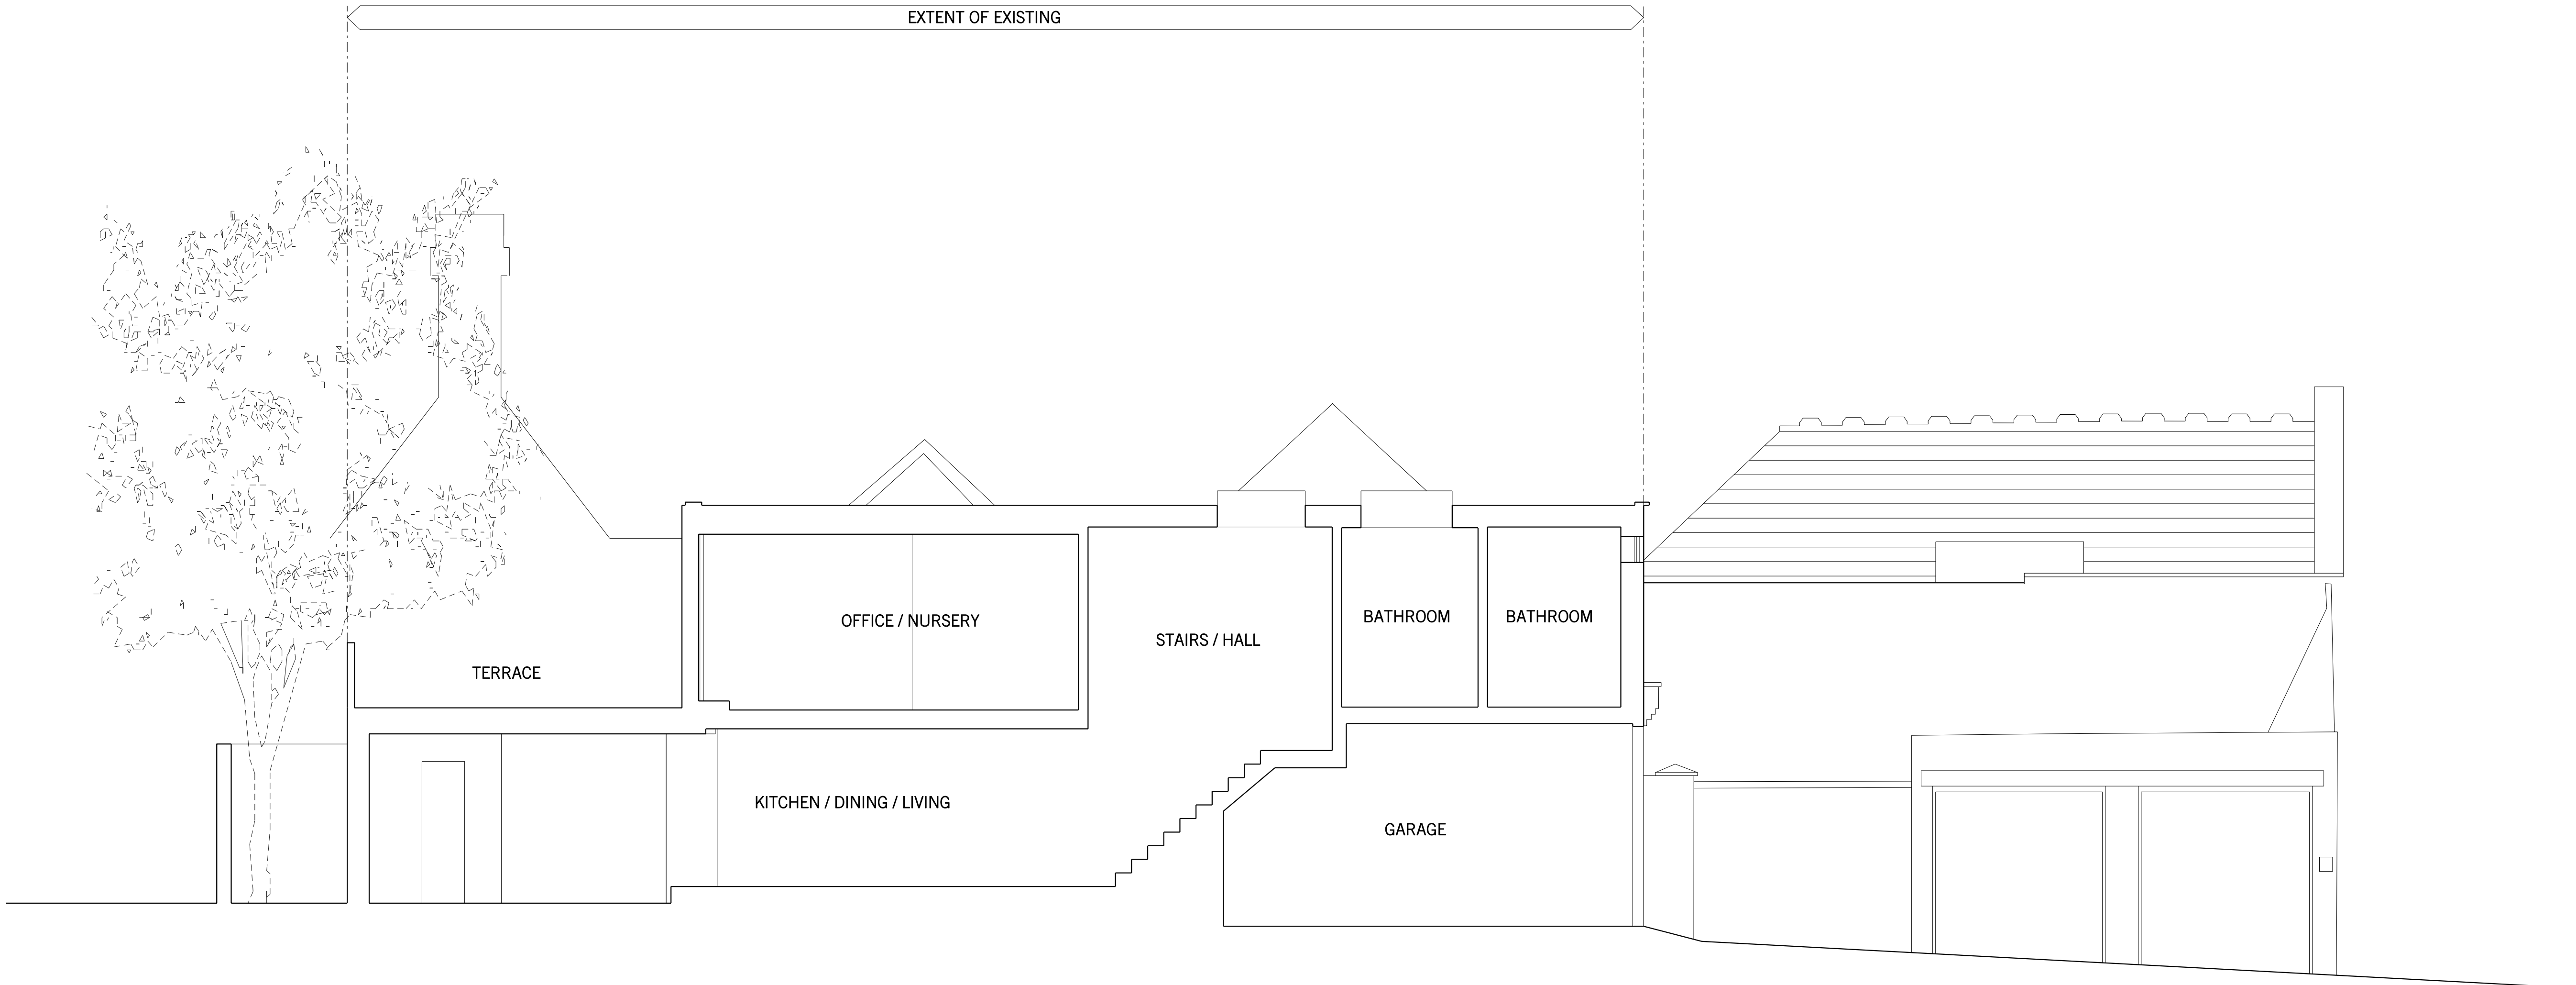 EXTENT OF EXISTING
OFFICE / NURSERY
BATHROOM
BATHROOM
STAIRS / HALL
TERRACE
KITCHEN / DINING / LIVING
GARAGE